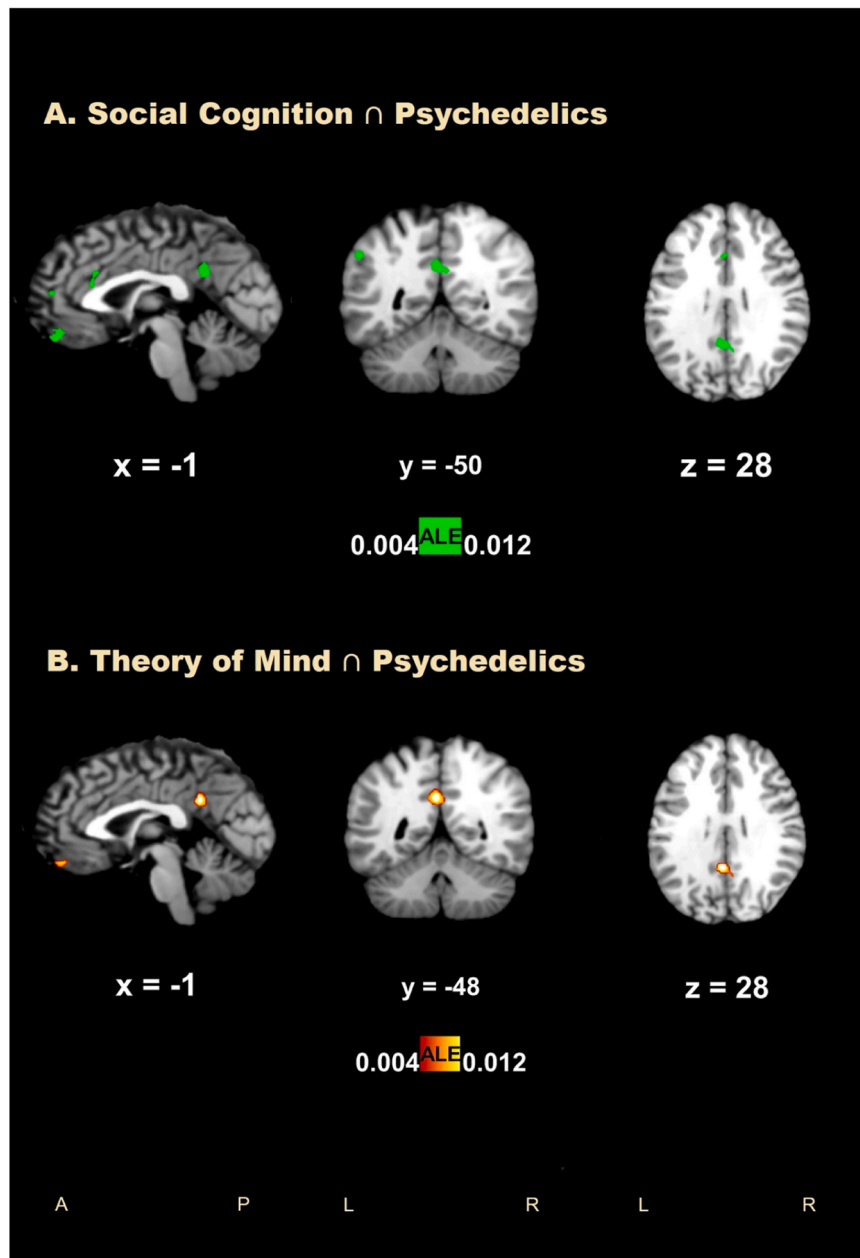 A. Social Cognition ∩ Psychedelics
x = -1 y = -50 z = 28
0.004 ALE 0.012
B. Theory of Mind ∩ Psychedelics
x = -1 y = -48 z = 28
0.004 ALE 0.012
A P L R L R